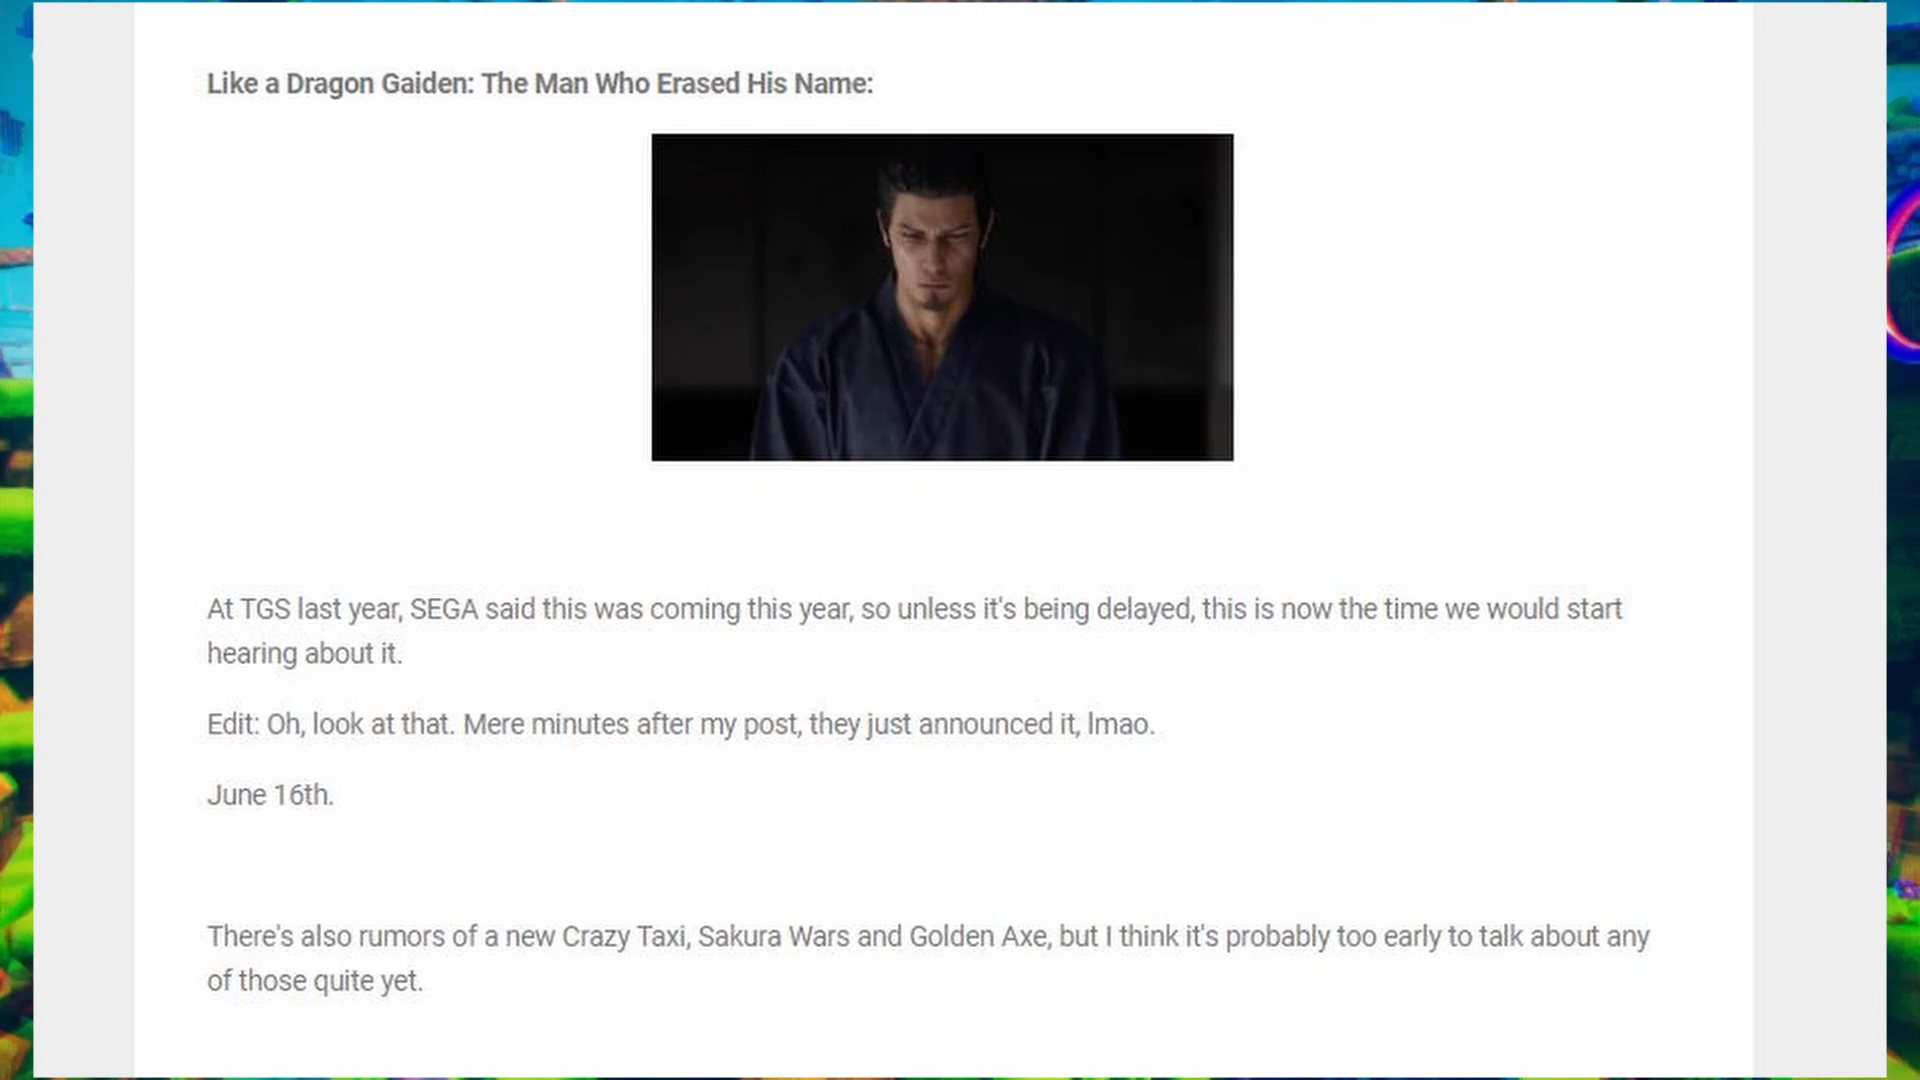 Like a Dragon Gaiden: The Man Who Erased His Name:
At TGS last year, SEGA said this was coming this year, so unless it's being delayed, this is now the time we would start
hearing about it.
Edit: Oh, look at that. Mere minutes after my post, they just announced it, lmao.
June 16th.
There's also rumors of a new Crazy Taxi, Sakura Wars and Golden Axe, but I think it's probably too early to talk about any
of those quite yet.